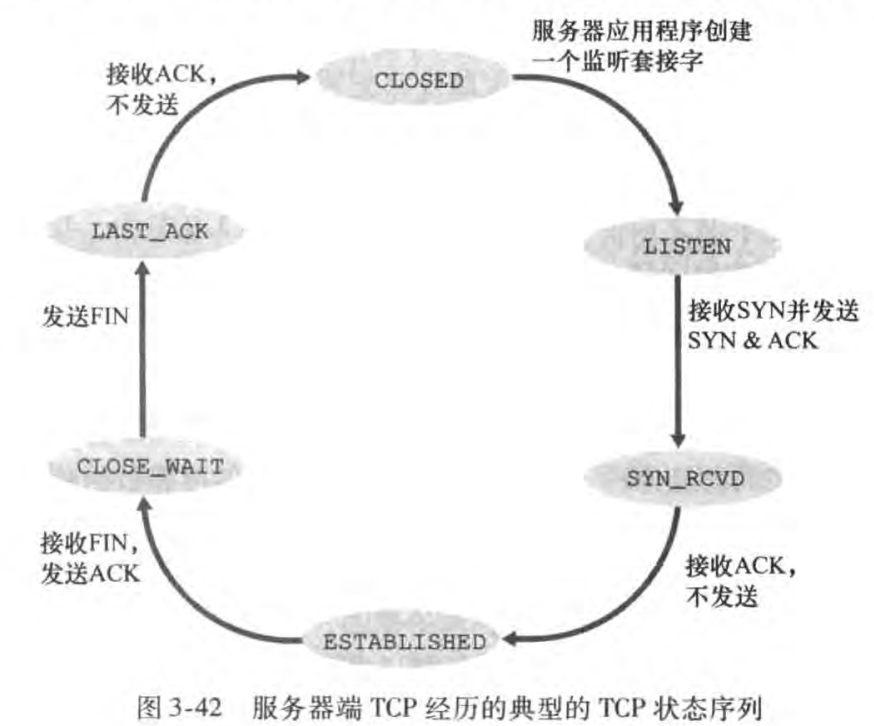 服务器应用程序创建
一个监听套接字
接收ACK，
不发送
CLOSED
LAST_ACK
LISTEN
发送FIN
接收SYN并发送
SYN & ACK
CLOSE_WAIT
SYN_RCVD
接收FIN，
发送ACK
接收ACK，
不发送
ESTABLISHED
图 3-42 服务器端 TCP 经历的典型的 TCP 状态序列